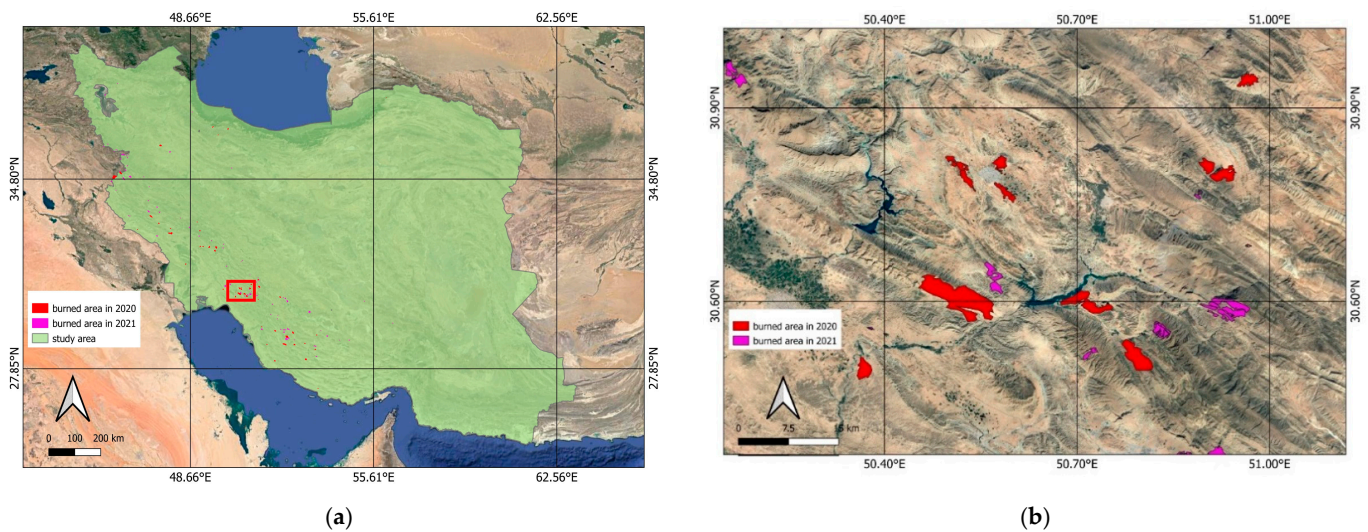 48.66°E 55.61°E 62.56°E
34.80°N 34.80°N
27.85°N 27.85°N
burned area in 2020
burned area in 2021
study area
0 100 200 km
48.66°E 55.61°E 62.56°E
(a)
50.40°E 50.70°E 51.00°E
30.90°N 30.90°N
30.60°N 30.60°N
burned area in 2020
burned area in 2021
0 7.5 15 km
50.40°E 50.70°E 51.00°E
(b)